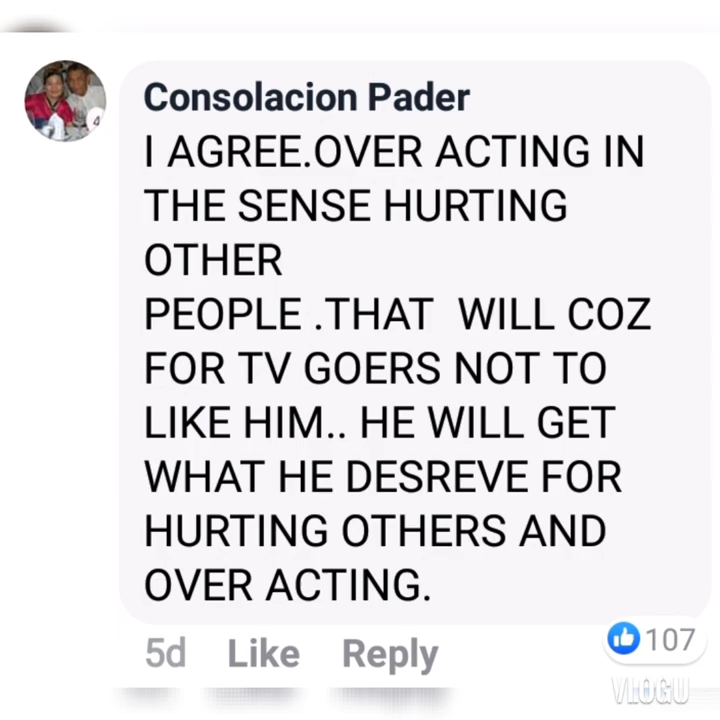 Consolacion Pader
I AGREE.OVER ACTING IN
THE SENSE HURTING
OTHER
PEOPLE .THAT  WILL COZ
FOR TV GOERS NOT TO
LIKE HIM.. HE WILL GET
WHAT HE DESREVE FOR
HURTING OTHERS AND
OVER ACTING.
5d Like Reply 107
VLOGU